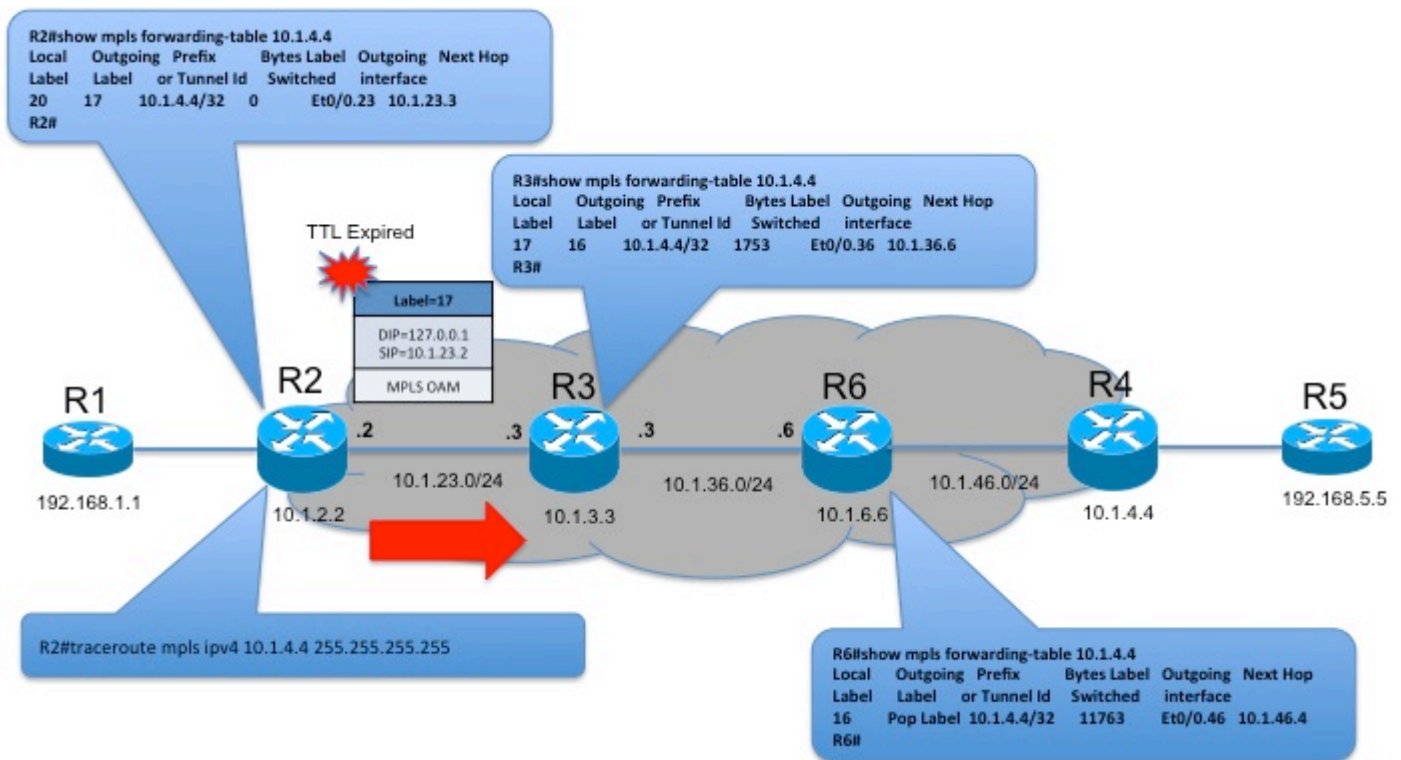 R2#show mpls forwarding-table 10.1.4.4
Local Outgoing Prefix Bytes Label Outgoing Next Hop
Label Label or Tunnel Id Switched interface
20 17 10.1.4.4/32 0 Et0/0.23 10.1.23.3
R2#
R3#show mpls forwarding-table 10.1.4.4
Local Outgoing Prefix Bytes Label Outgoing Next Hop
Label Label or Tunnel Id Switched interface
17 16 10.1.4.4/32 1753 Et0/0.36 10.1.36.6
R3#
TTL Expired
Label=17
DIP=127.0.0.1
SIP=10.1.23.2
MPLS OAM
R1
R2
R3
R6
R4
R5
.2
.3
.3
.6
10.1.23.0/24
10.1.36.0/24
10.1.46.0/24
192.168.1.1
10.1.2.2
10.1.3.3
10.1.6.6
10.1.4.4
192.168.5.5
R2#traceroute mpls ipv4 10.1.4.4 255.255.255.255
R6#show mpls forwarding-table 10.1.4.4
Local Outgoing Prefix Bytes Label Outgoing Next Hop
Label Label or Tunnel Id Switched interface
16 Pop Label 10.1.4.4/32 11763 Et0/0.46 10.1.46.4
R6#